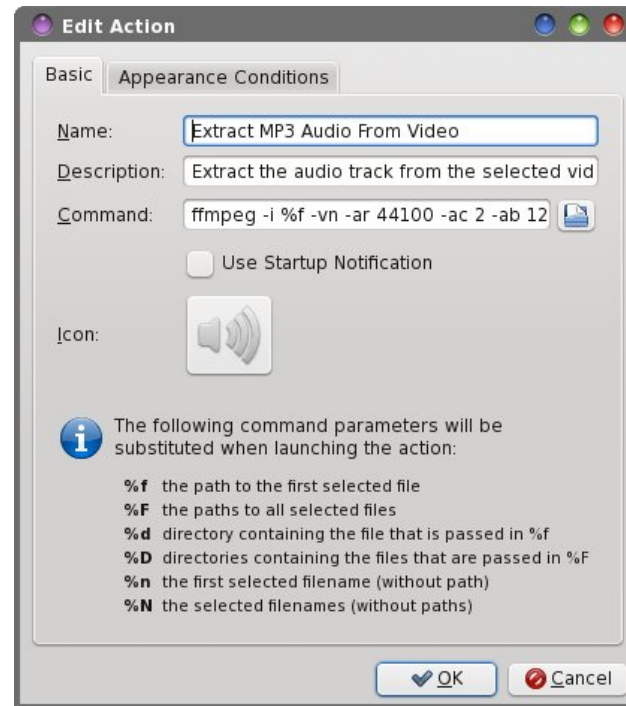 Edit Action
Basic Appearance Conditions
Name: Extract MP3 Audio From Video
Description: Extract the audio track from the selected vid
Command: ffmpeg -i %f -vn -ar 44100 -ac 2 -ab 12
Use Startup Notification
Icon:
The following command parameters will be
substituted when launching the action:
%f the path to the first selected file
%F the paths to all selected files
%d directory containing the file that is passed in %f
%D directories containing the files that are passed in %F
%n the first selected filename (without path)
%N the selected filenames (without paths)
OK Cancel